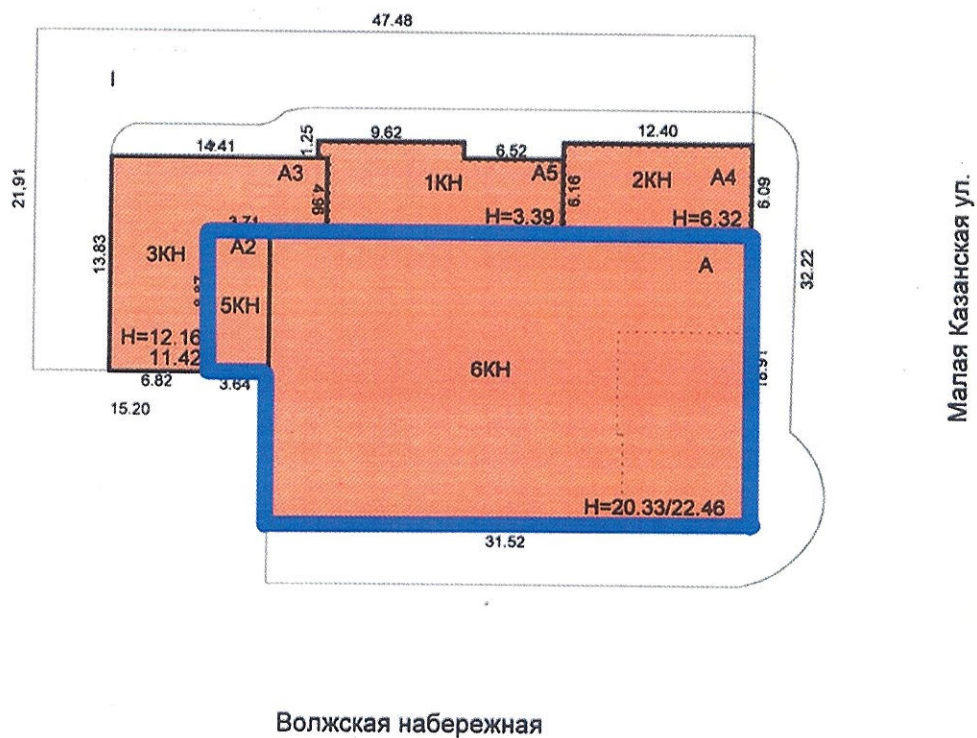 47.48
I
14.41
1.25
9.62
6.52
12.40
А3
4.98
1КН
А5
6.16
2КН
А4
6.09
Н=3.39
Н=6.32
21,91
13.83
3КН
3.71
А2
5КН
Н=12.16
11.42
6.82
3.64
15.20
А
6КН
32.22
Н=20.33/22.46
31.52
Малая Казанская ул.
Волжская набережная